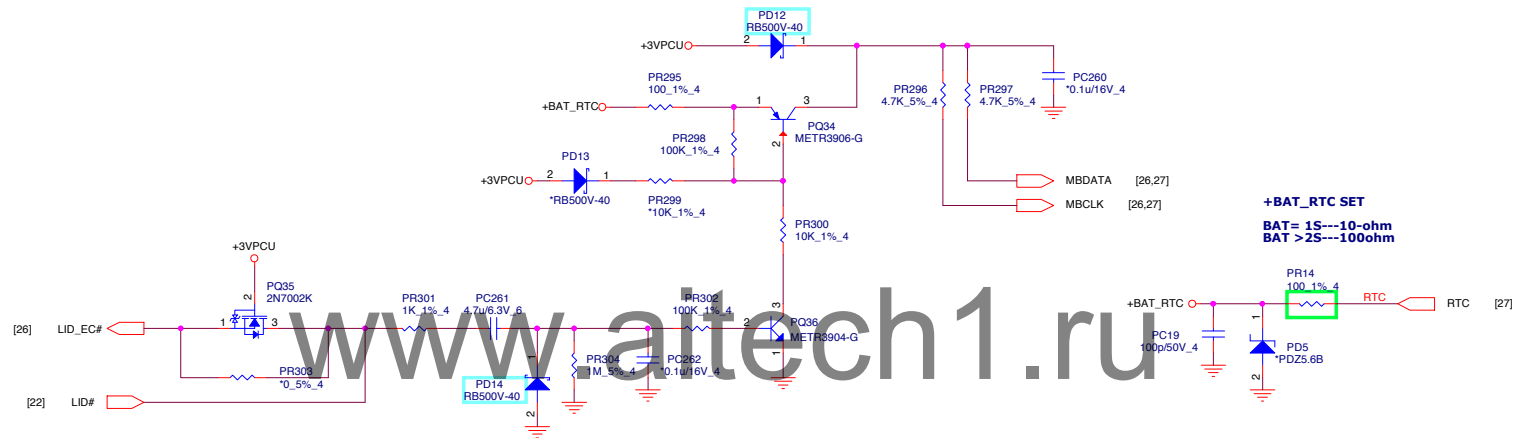 PD12
RB500V-40
+3VPCU
2
1
PR295
100_1%_4
+BAT_RTC
1
3
PQ34
METR3906-G
2
PR298
100K_1%_4
PR296
4.7K_5%_4
PR297
4.7K_5%_4
PC260
*0.1u/16V_4
PD13
+3VPCU
2
1
*RB500V-40
PR299
*10K_1%_4
MBDATA [26,27]
MBCLK [26,27]
PR300
10K_1%_4
+BAT_RTC SET
BAT= 1S---10-ohm
BAT >2S---100ohm
+3VPCU
PQ35
2N7002K
2
1
3
[26] LID_EC#
PR301
1K_1%_4
PC261
4.7u/6.3V_6
PR302
100K_1%_4
2
3
1
PQ36
METR3904-G
PR303
*0_5%_4
[22] LID#
PD14
RB500V-40
1
2
PR304
1M_5%_4
PC262
*0.1u/16V_4
PR14
100_1%_4
+BAT_RTC
RTC
RTC [27]
PC19
100p/50V_4
1
2
PD5
*PDZ5.6B
www.aitech1.ru